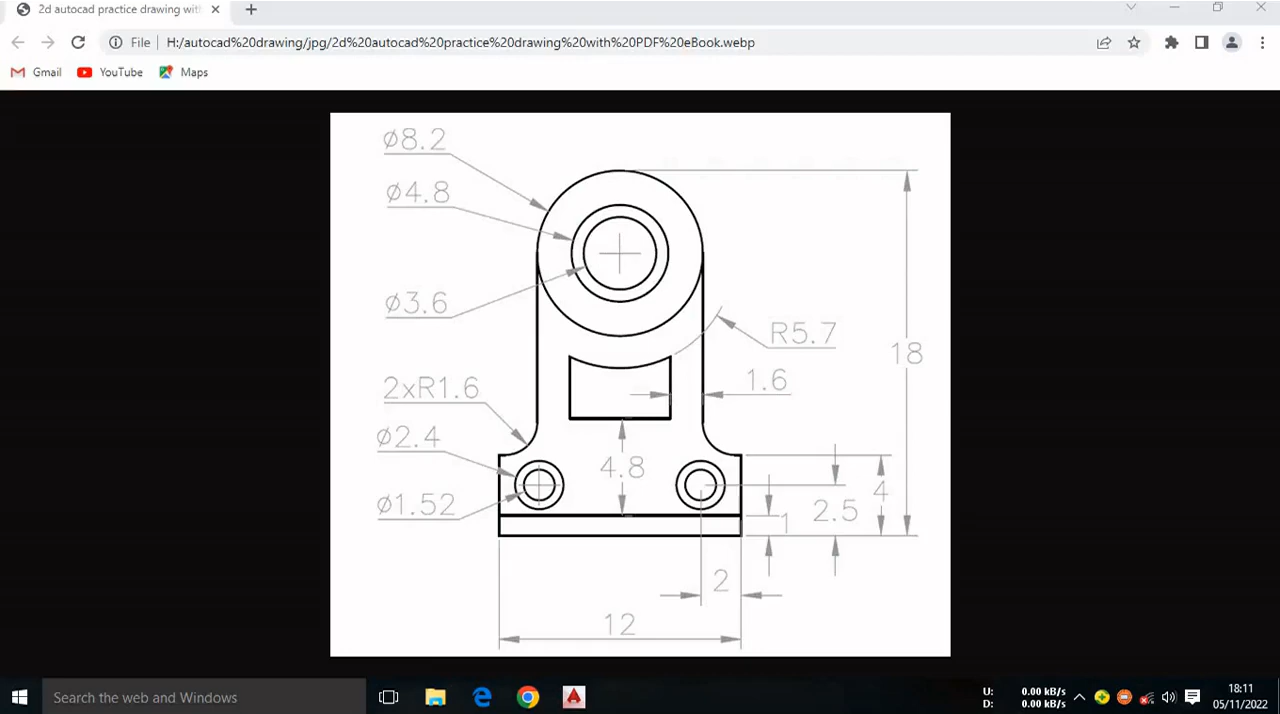 2d autocad practice drawing with
File
H:/autocad%20drawing/jpg/2d%20autocad%20practice%20drawing%20with%20PDF%20eBook.webp
Gmail YouTube Maps
ø8.2
ø4.8
ø3.6
R5.7
18
1.6
2xR1.6
ø2.4
4.8
4
ø1.52
2.5
1
2
12
Search the web and Windows
U: 0.00 kB/s
D: 0.00 kB/s
18:11
05/11/2022